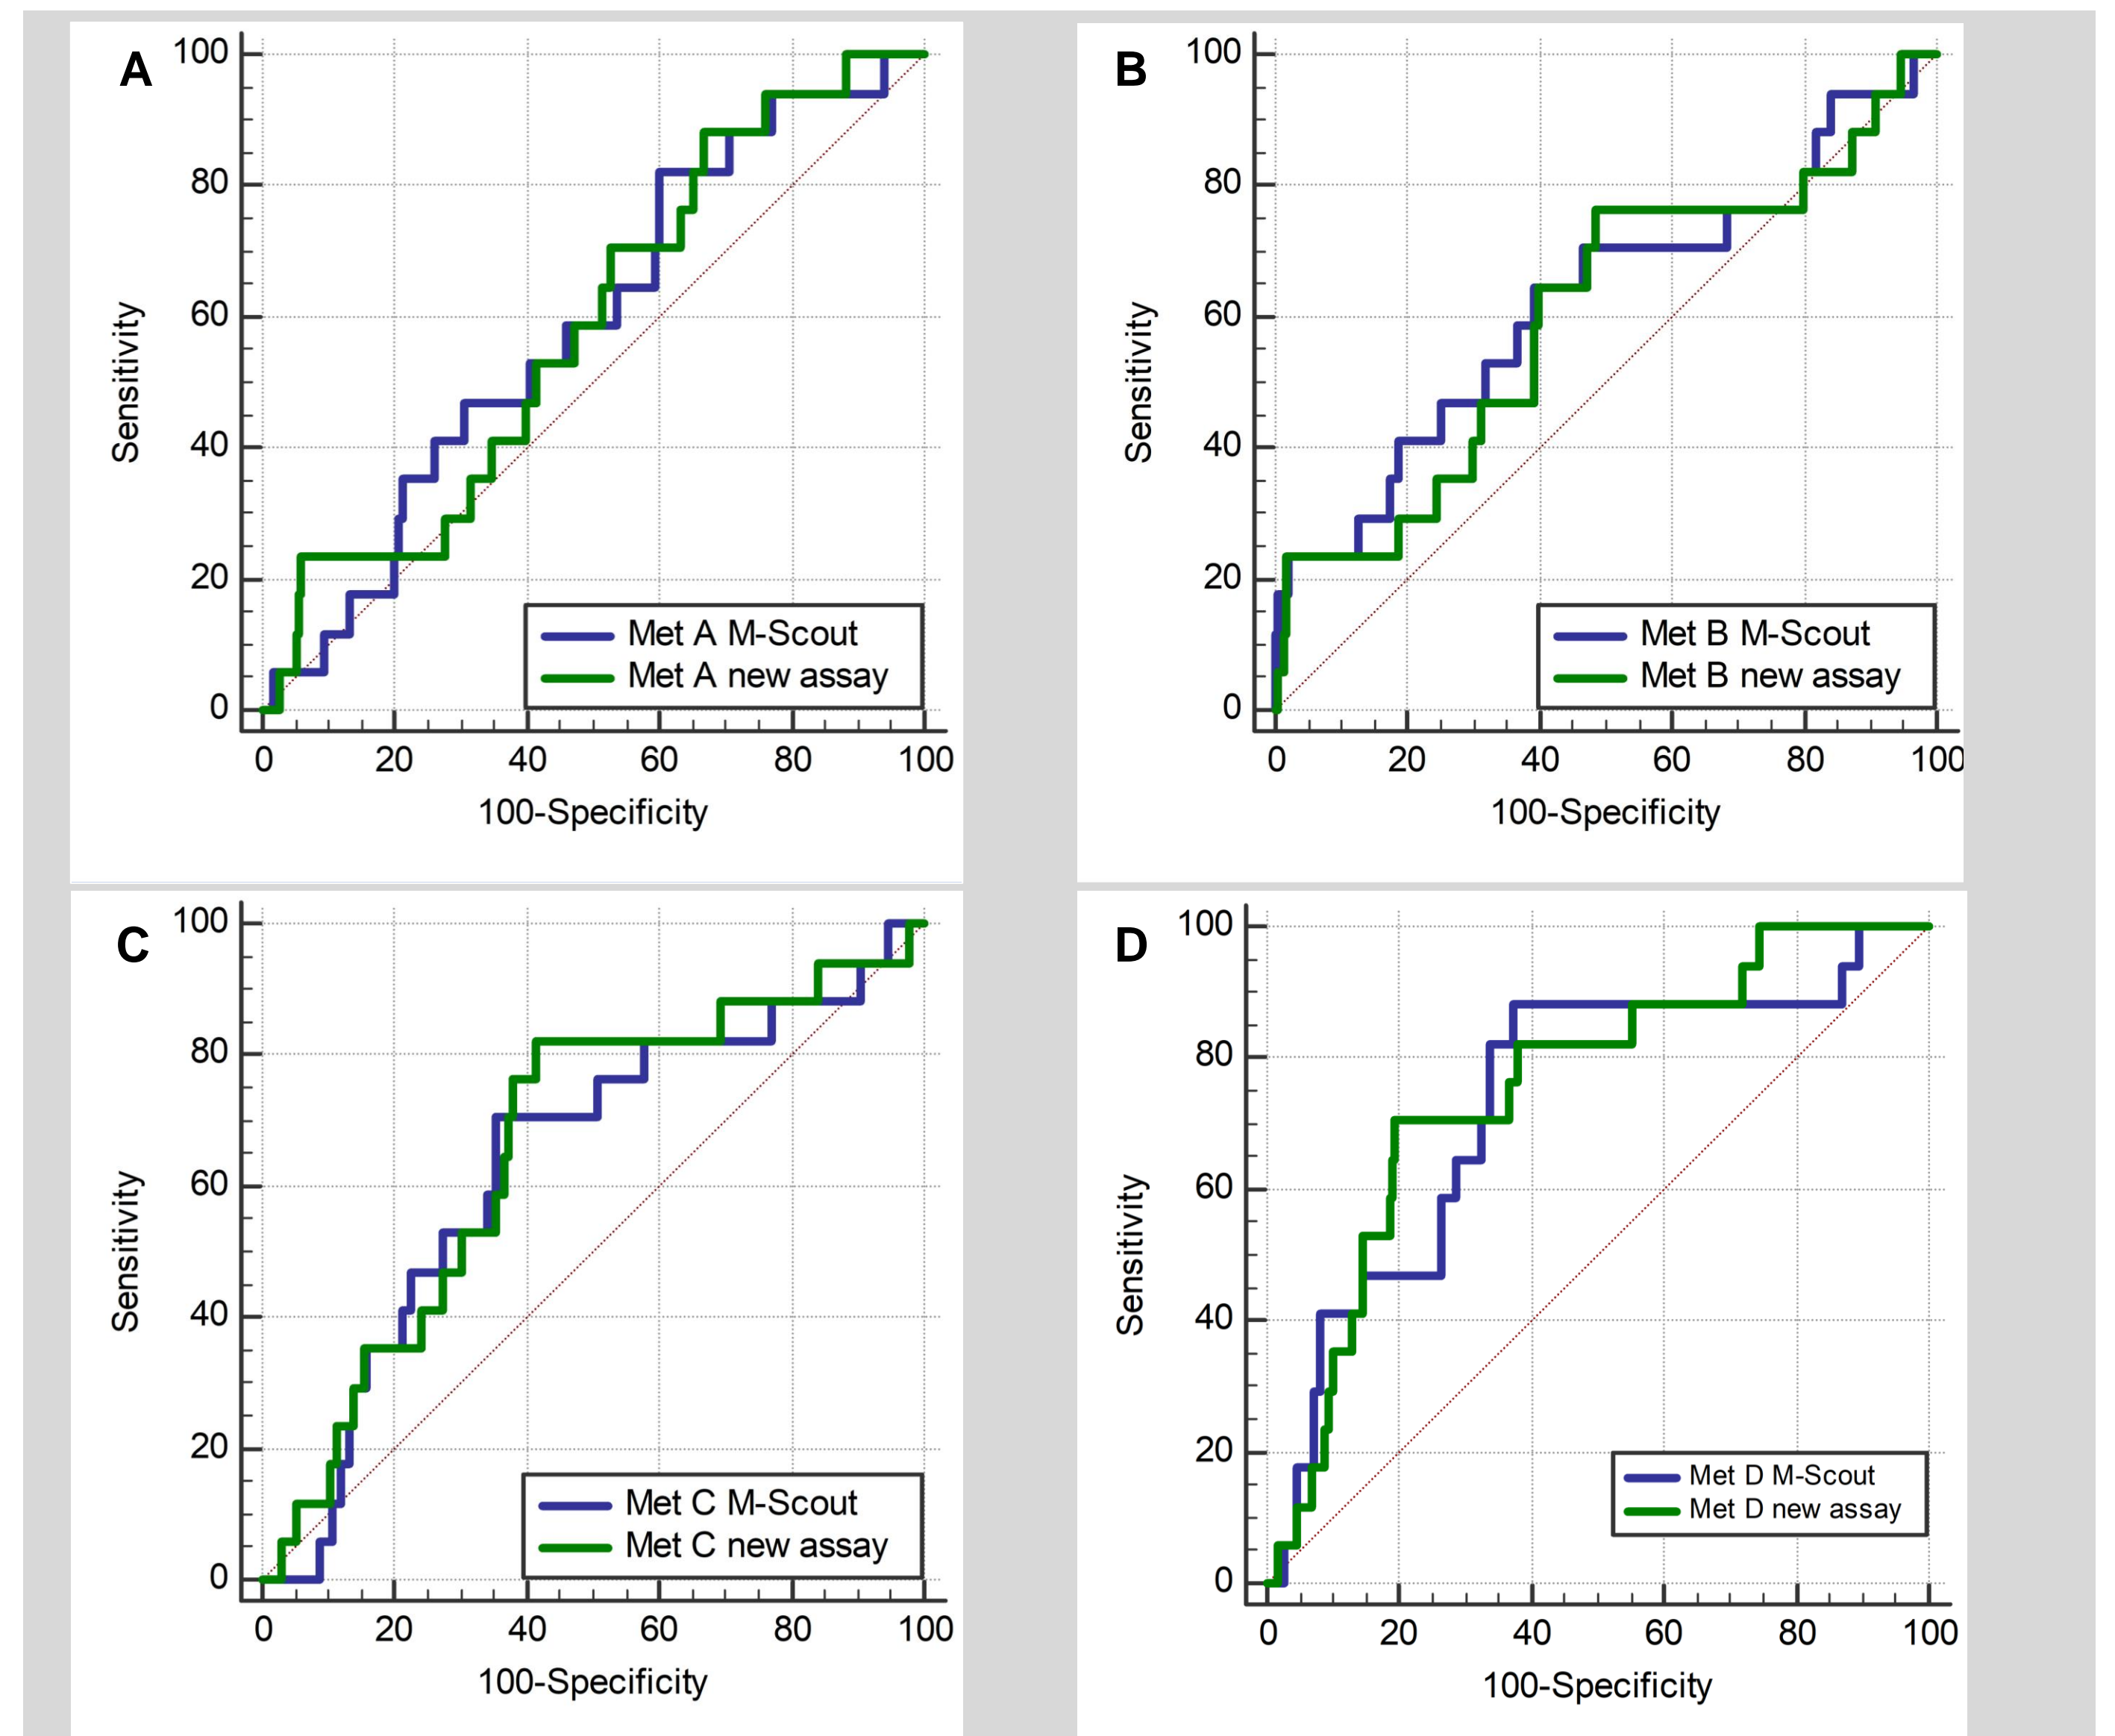 A
100
80
60
40
20
0
Sensitivity
0 20 40 60 80 100
100-Specificity
Met A M-Scout
Met A new assay
B
100
80
60
40
20
0
Sensitivity
0 20 40 60 80 100
100-Specificity
Met B M-Scout
Met B new assay
C
100
80
60
40
20
0
Sensitivity
0 20 40 60 80 100
100-Specificity
Met C M-Scout
Met C new assay
D
100
80
60
40
20
0
Sensitivity
0 20 40 60 80 100
100-Specificity
Met D M-Scout
Met D new assay